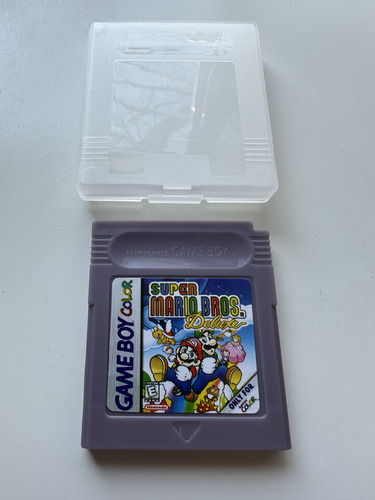 Nintendo GAME BOY
GAME BOY COLOR
SUPER
MARIO BROS.
Deluxe
E
Nintendo
ONLY FOR
COLOR